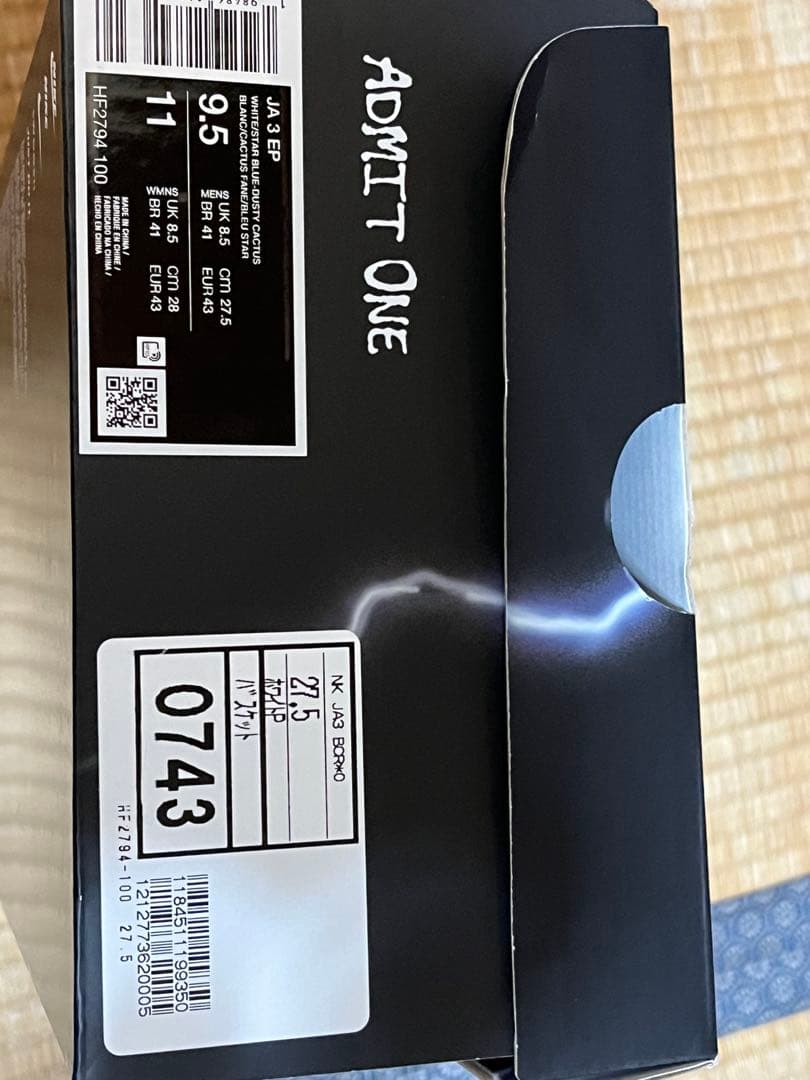 ADMIT ONE
JA 3 EP
WHITE/STAR BLUE-DUSTY CACTUS
BLANC/CACTUS FANE/BLEU STAR
9.5
MENS UK 8.5 cm 27.5
BR 41 EUR 43
11
WMNS UK 8.5 cm 28
BR 41 EUR 43
HF2794 100
MADE IN CHINA /
FABRIQUE EN CHINE /
FABRICADO NA CHINA /
HECHO EN CHINA
NK JA3 BCR*0
27.5
ホワイト
バスケット
0743
HF2794-100 27.5
1184511199350
1212773620005